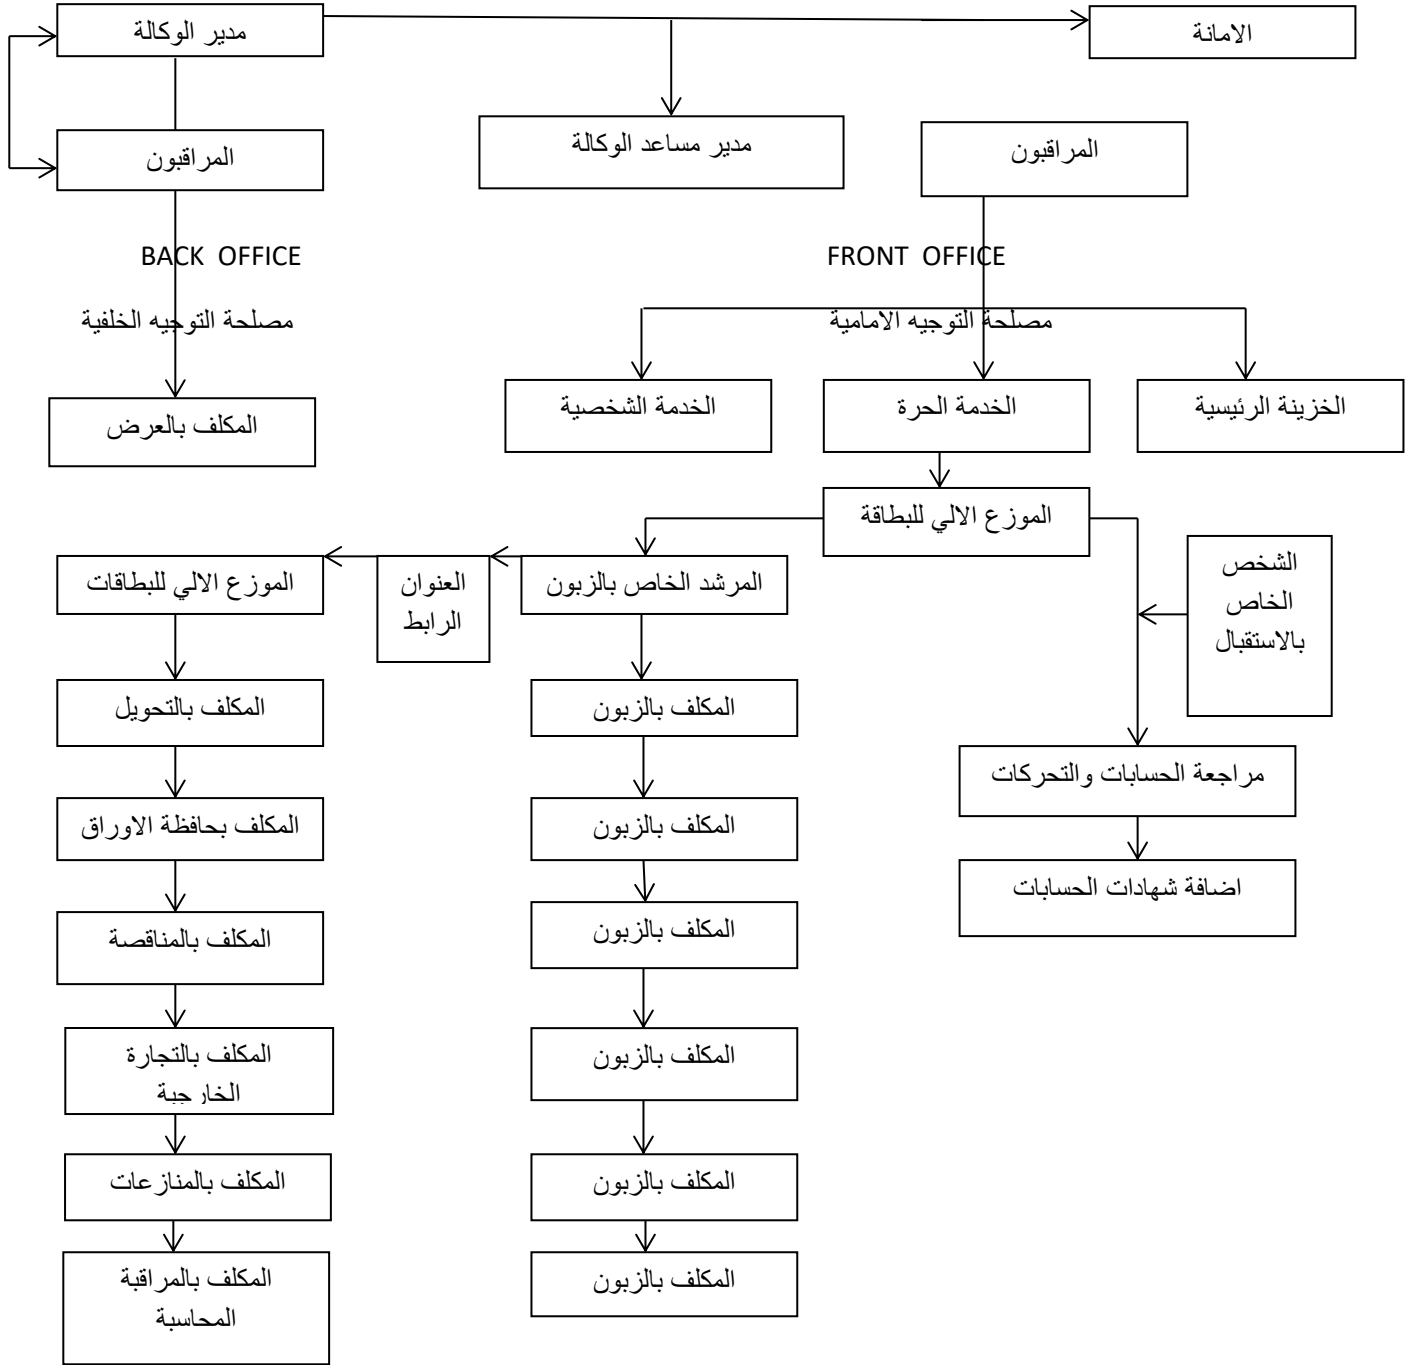 مدير الوكالة
الامانة
مدير مساعد الوكالة
المراقبون
المراقبون
FRONT OFFICE
BACK OFFICE
مصلحة التوجيه الامامية
مصلحة التوجيه الخلفية
الخزينة الرئيسية
الخدمة الحرة
الخدمة الشخصية
المكلف بالعرض
الموزع الالي للبطاقة
الشخص
الخاص
بالاستقبال
المرشد الخاص بالزبون
العنوان
الرابط
الموزع الالي للبطاقات
المكلف بالزبون
المكلف بالتحويل
مراجعة الحسابات والتحركات
المكلف بالزبون
المكلف بحافظة الاوراق
اضافة شهادات الحسابات
المكلف بالزبون
المكلف بالمناقصة
المكلف بالزبون
المكلف بالتجارة
الخارجية
المكلف بالزبون
المكلف بالمنازعات
المكلف بالزبون
المكلف بالمراقبة
المحاسبة